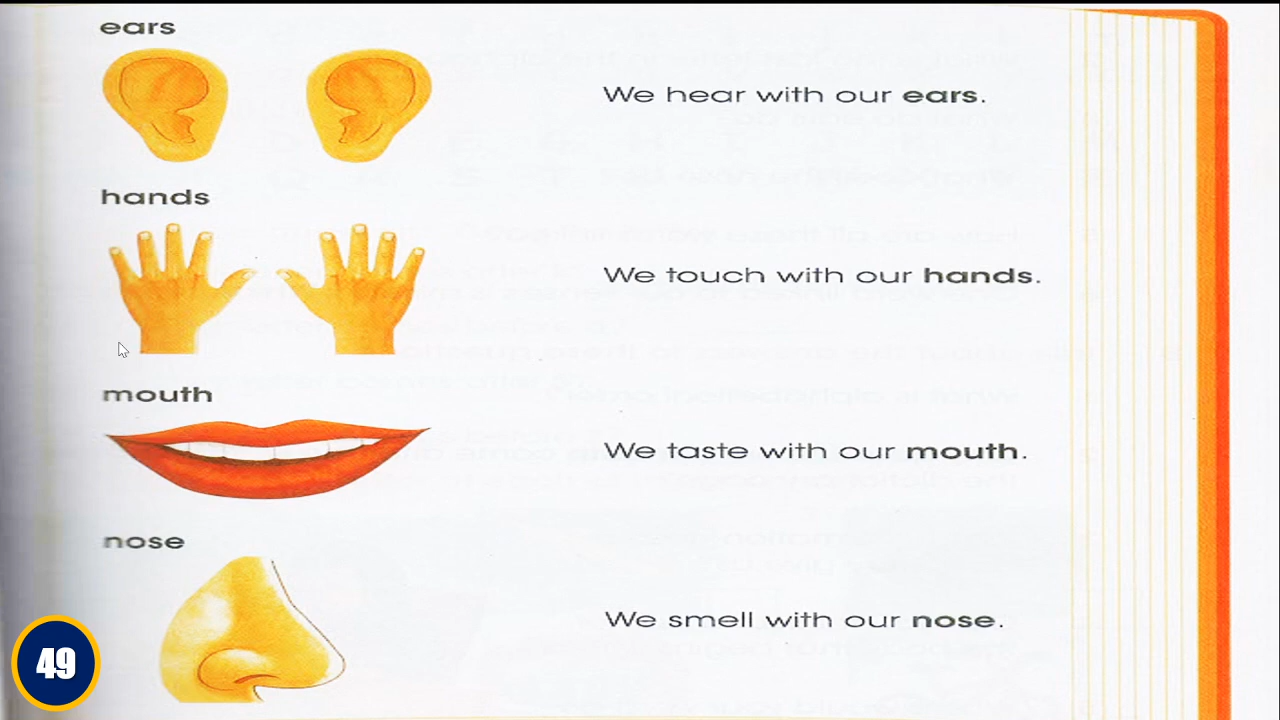 ears
We hear with our ears.
hands
We touch with our hands.
mouth
We taste with our mouth.
nose
We smell with our nose.
49